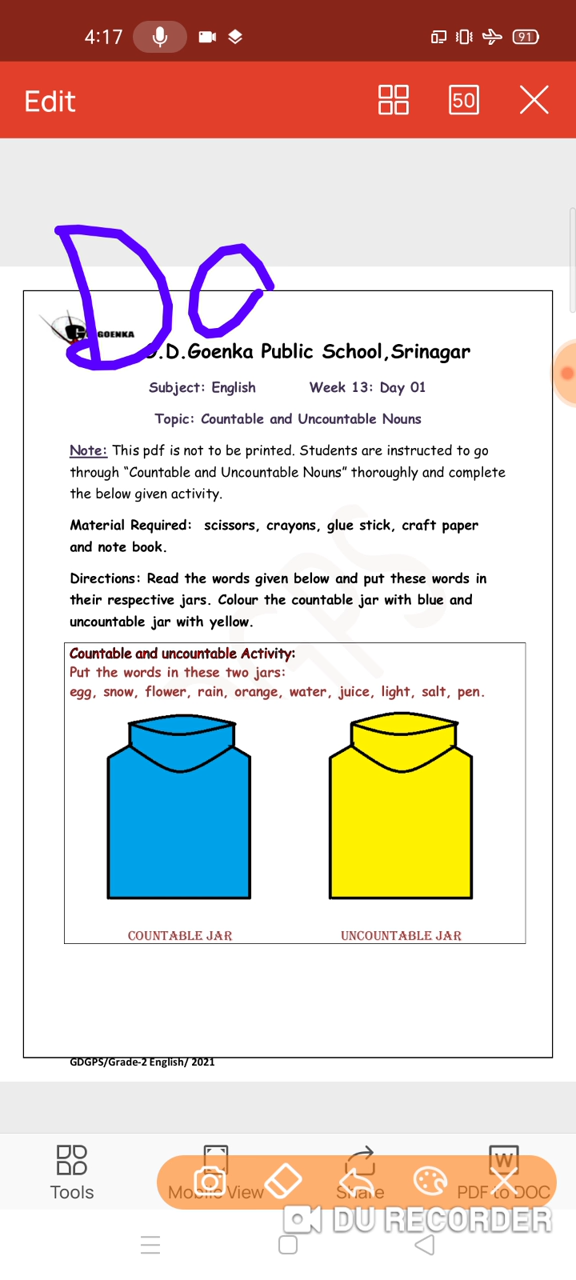 4:17
91
Edit
50
DO
GOENKA
.D.Goenka Public School,Srinagar
Subject: English Week 13: Day 01
Topic: Countable and Uncountable Nouns
Note: This pdf is not to be printed. Students are instructed to go
through “Countable and Uncountable Nouns” thoroughly and complete
the below given activity.
Material Required: scissors, crayons, glue stick, craft paper
and note book.
Directions: Read the words given below and put these words in
their respective jars. Colour the countable jar with blue and
uncountable jar with yellow.
Countable and uncountable Activity:
Put the words in these two jars:
egg, snow, flower, rain, orange, water, juice, light, salt, pen.
COUNTABLE JAR UNCOUNTABLE JAR
GDGPS/Grade-2 English/ 2021
W
Tools Mobile View Share PDF to DOC
DU RECORDER